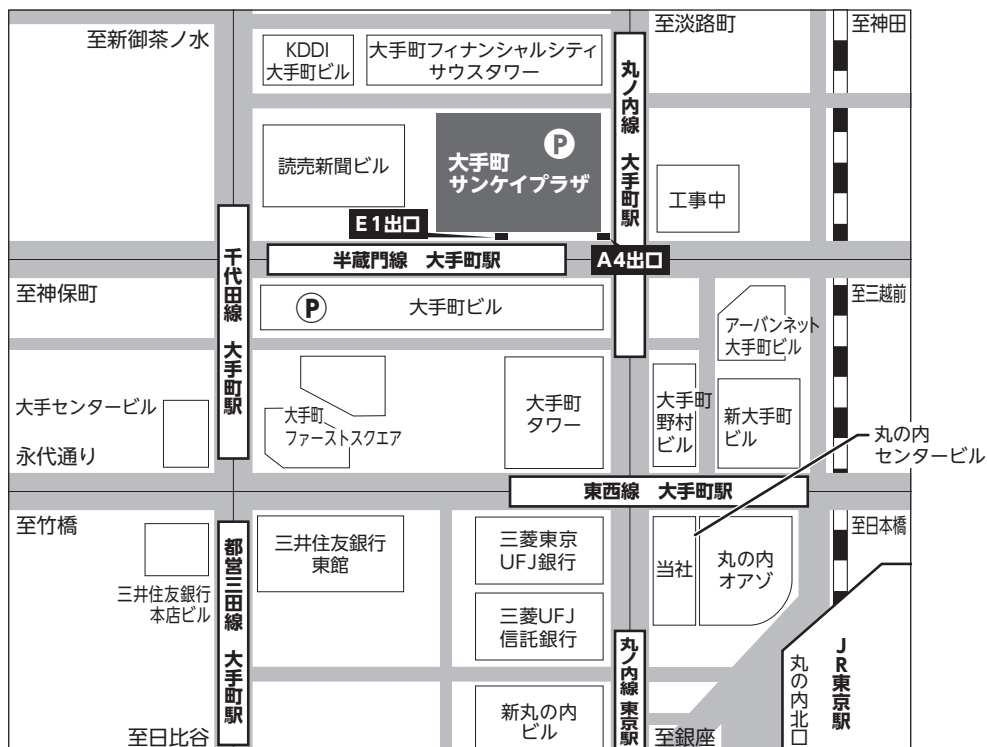 至新御茶ノ水
KDDI
大手町ビル
大手町フィナンシャルシティ
サウスタワー
至淡路町
至神田
丸ノ内線 大手町駅
読売新聞ビル
P
大手町
サンケイプラザ
工事中
E1出口
A4出口
半蔵門線 大手町駅
千代田線 大手町駅
至神保町
P
大手町ビル
至三越前
アーバンネット
大手町ビル
大手センタービル
大手町
ファーストスクエア
大手町
タワー
大手町
野村
ビル
新大手町
ビル
丸の内
センタービル
永代通り
東西線 大手町駅
至竹橋
至日本橋
三井住友銀行
本店ビル
都営三田線 大手町駅
三井住友銀行
東館
三菱東京
UFJ銀行
当社
丸の内
オアゾ
三菱UFJ
信託銀行
丸ノ内線 東京駅
丸の内北口
JR東京駅
新丸の内
ビル
至日比谷
至銀座